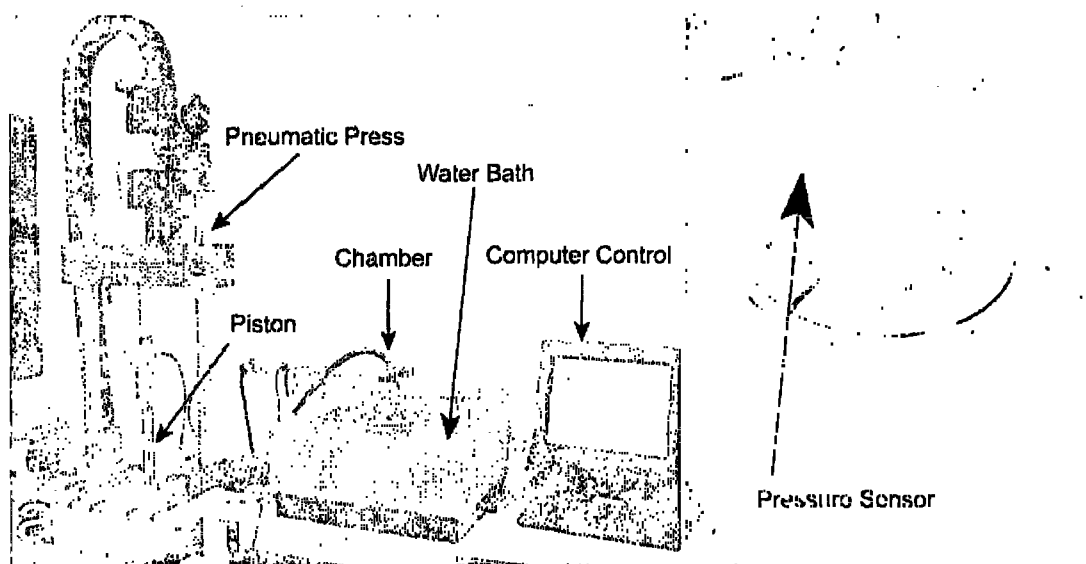 Pneumatic Press
Water Bath
Chamber
Computer Control
Piston
Pressure Sensor